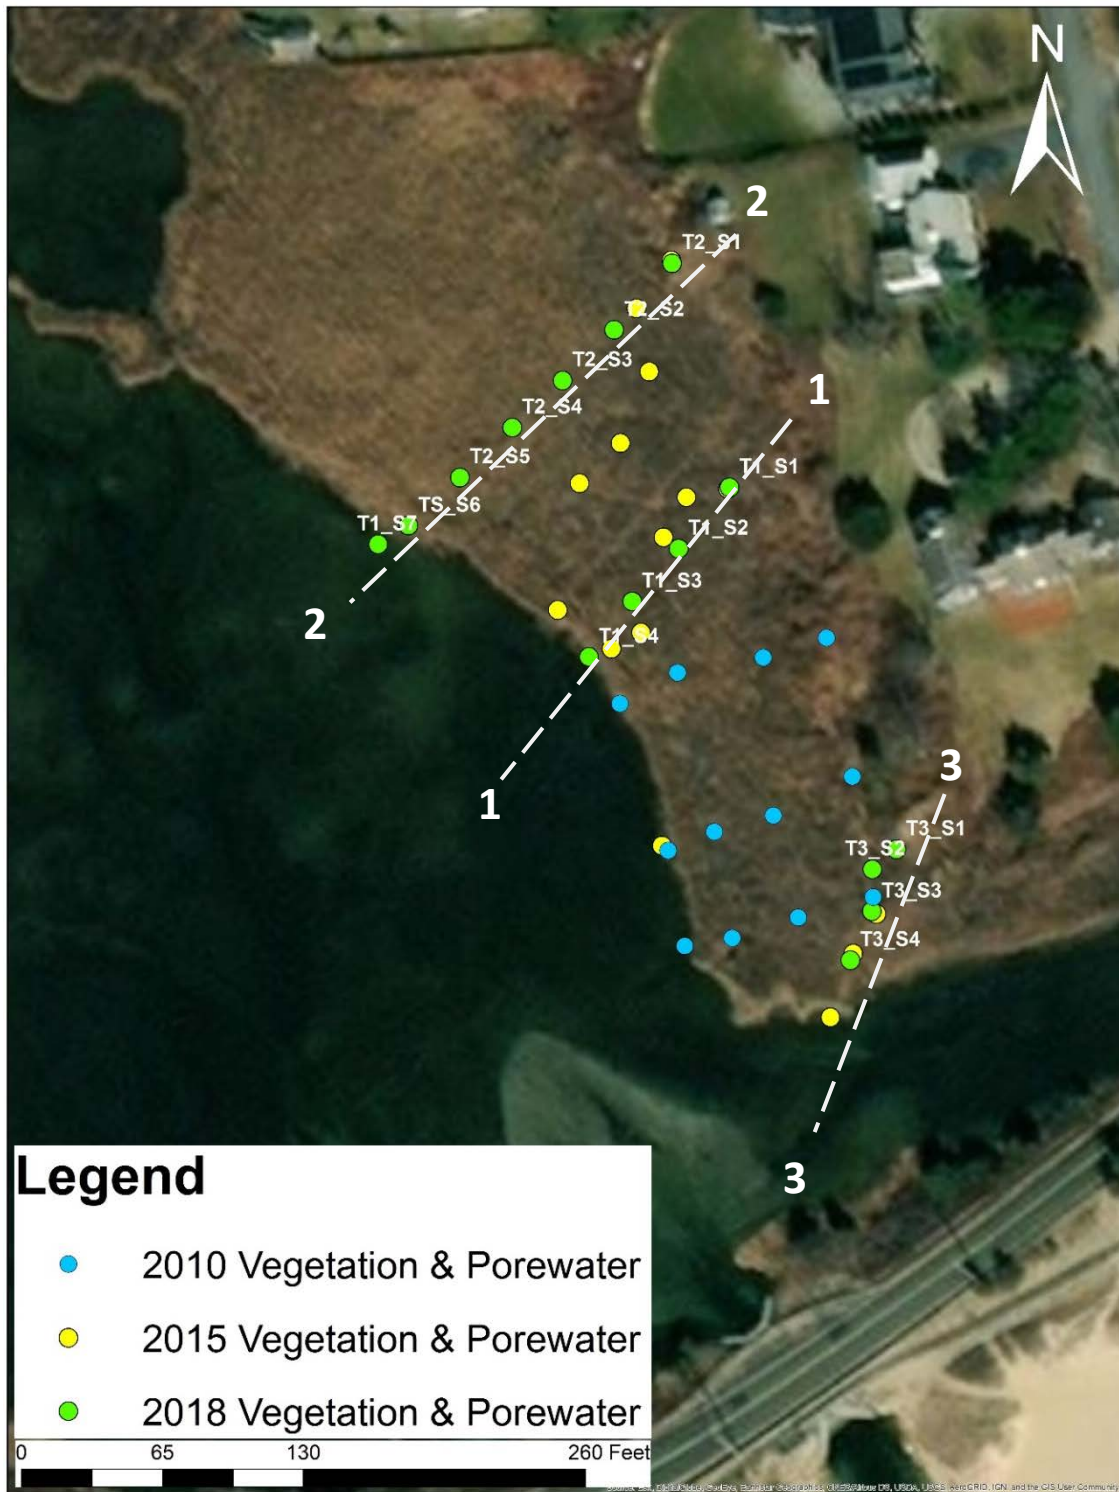 N
2
T2_S1
T2_S2
T2_S3
1
T2_S4
T2_S5
T1_S1
TS_S6
T1_S7
T1_S2
T1_S3
2
T1_S4
3
1
T3_S1
T3_S2
T3_S3
T3_S4
3
Legend
2010 Vegetation & Porewater
2015 Vegetation & Porewater
2018 Vegetation & Porewater
0 65 130 260 Feet